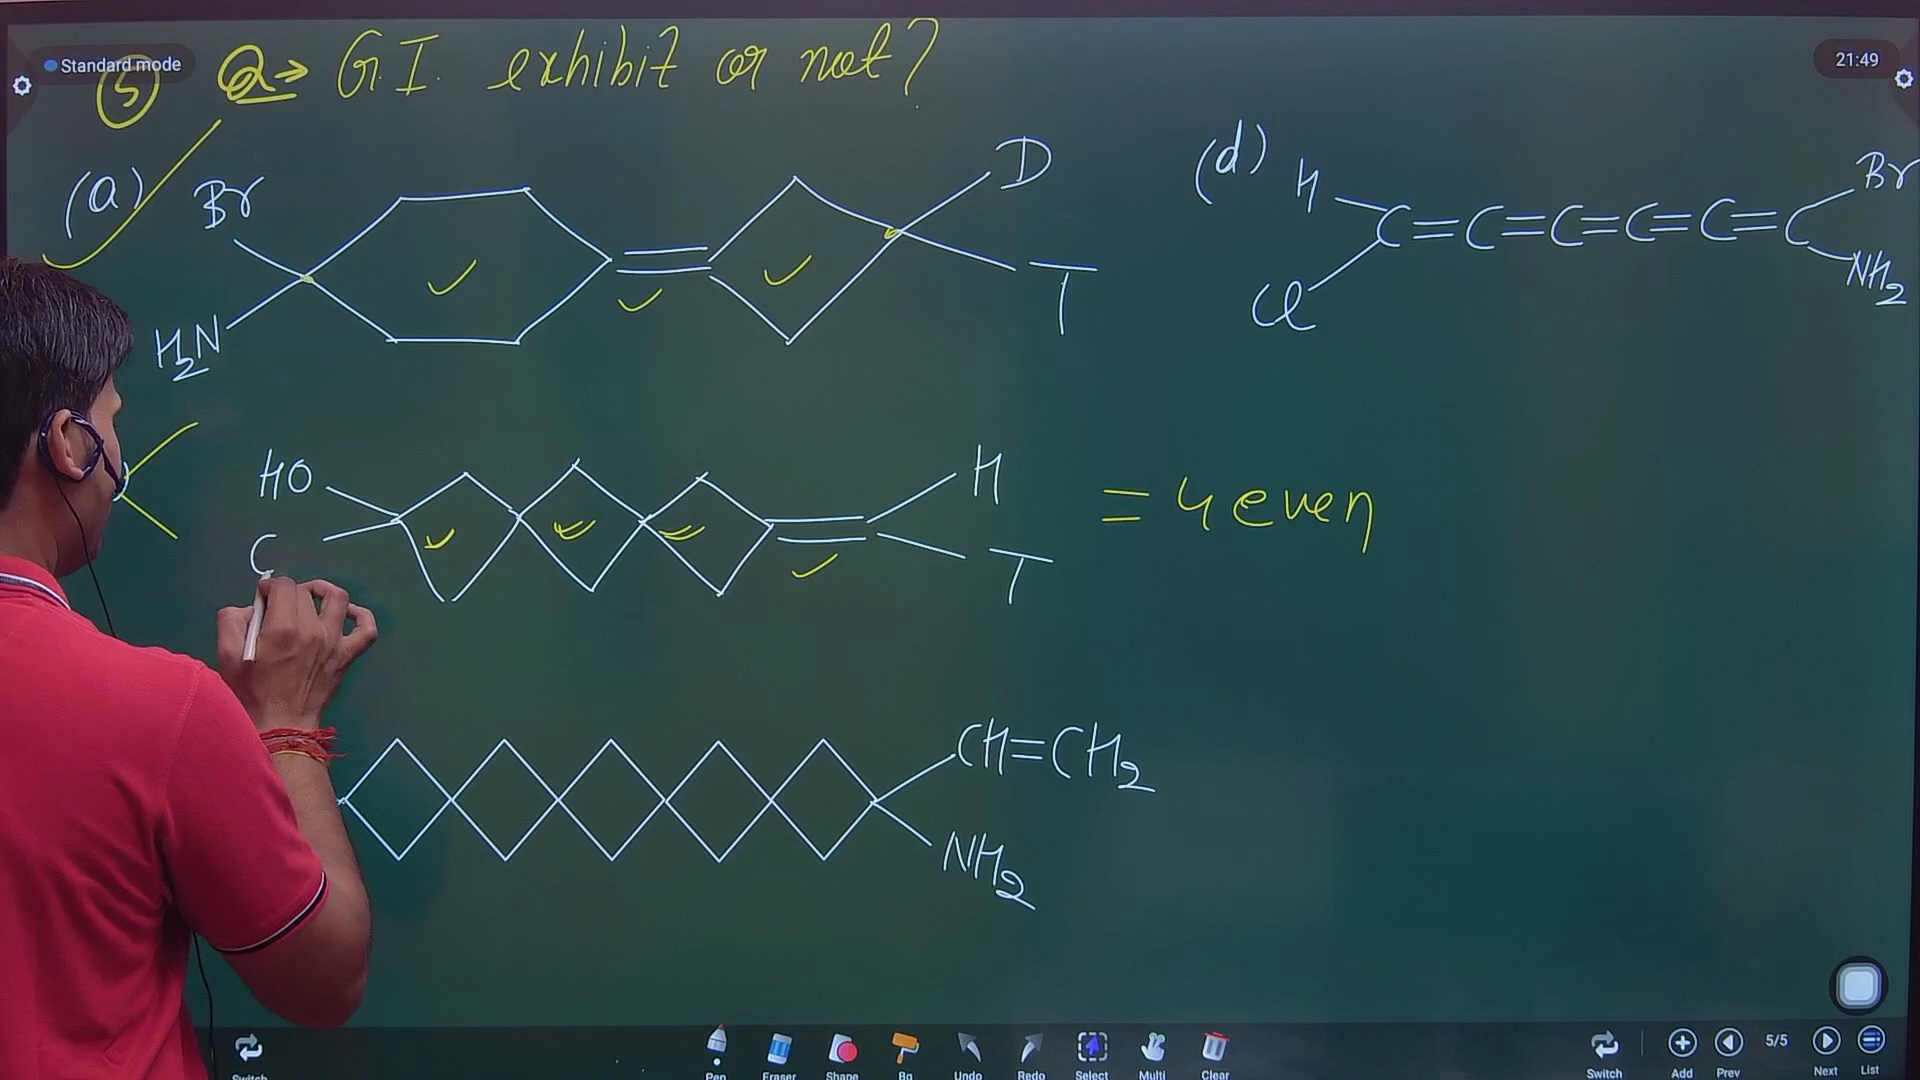 Standard mode
21:49
5 Q→ G.I. exhibit or not?
(a) Br
H2N
D
T
(d) H
Cl
C=C=C=C=C=C
Br
NH2
HO
C
H
T
= 4 even
CH=CH2
NH2
Switch
Pen
Eraser
Shape
Bg
Undo
Redo
Select
Multi
Clear
Switch
Add
Prev
5/5
Next
List